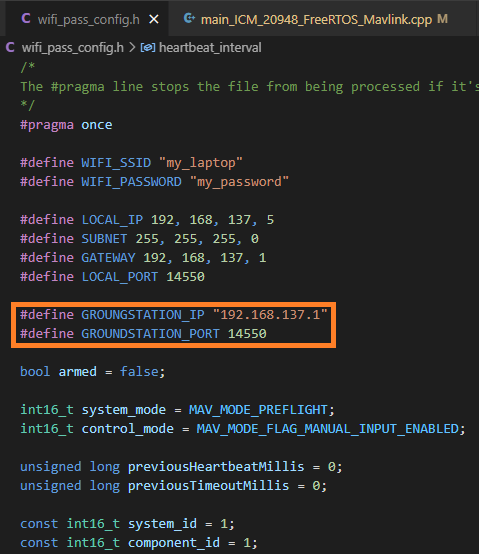 wifi_pass_config.h
main_ICM_20948_FreeRTOS_Mavlink.cpp M
wifi_pass_config.h > heartbeat_interval
/*
The #pragma line stops the file from being processed if it's
*/
#pragma once
#define WIFI_SSID "my_laptop"
#define WIFI_PASSWORD "my_password"
#define LOCAL_IP 192, 168, 137, 5
#define SUBNET 255, 255, 255, 0
#define GATEWAY 192, 168, 137, 1
#define LOCAL_PORT 14550
#define GROUNGSTATION_IP "192.168.137.1"
#define GROUNDSTATION_PORT 14550
bool armed = false;
int16_t system_mode = MAV_MODE_PREFLIGHT;
int16_t control_mode = MAV_MODE_FLAG_MANUAL_INPUT_ENABLED;
unsigned long previousHeartbeatMillis = 0;
unsigned long previousTimeoutMillis = 0;
const int16_t system_id = 1;
const int16_t component_id = 1;